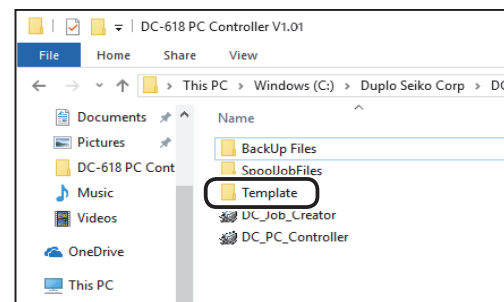 DC-618 PC Controller V1.01
File Home Share View
This PC > Windows (C:) > Duplo Seiko Corp > DC
Documents
Pictures
DC-618 PC Cont
Music
Videos
OneDrive
This PC
Name
BackUp Files
SpoolJobFiles
Template
DC_Job_Creator
DC_PC_Controller